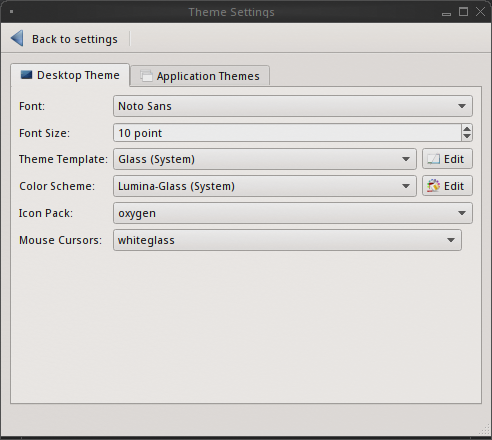 Theme Settings
Back to settings
Desktop Theme Application Themes
Font: Noto Sans
Font Size: 10 point
Theme Template: Glass (System) Edit
Color Scheme: Lumina-Glass (System) Edit
Icon Pack: oxygen
Mouse Cursors: whiteglass